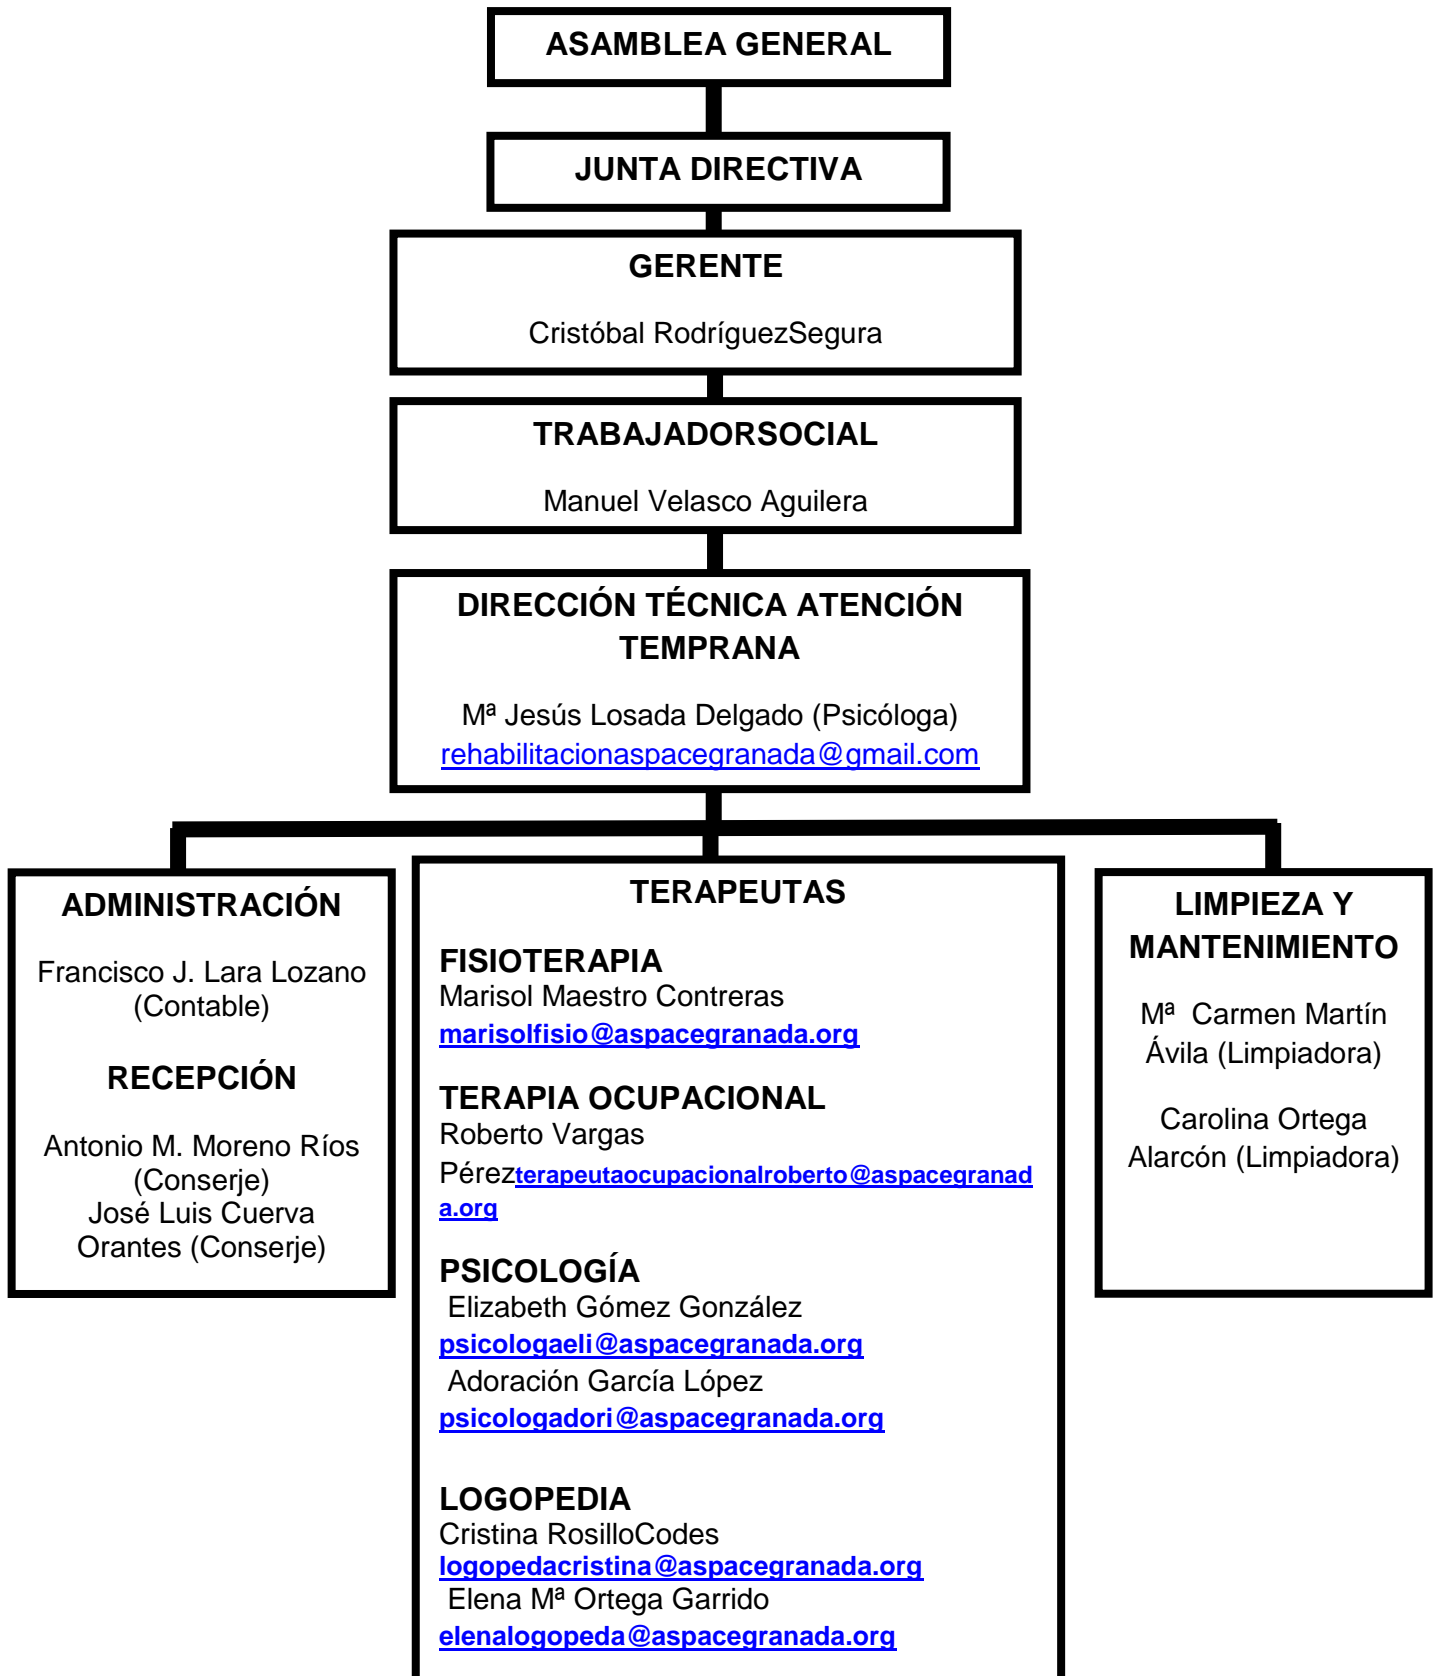 ASAMBLEA GENERAL
JUNTA DIRECTIVA
GERENTE
Cristóbal RodríguezSegura
TRABAJADORSOCIAL
Manuel Velasco Aguilera
DIRECCIÓN TÉCNICA ATENCIÓN
TEMPRANA
Mª Jesús Losada Delgado (Psicóloga)
rehabilitacionaspacegranada@gmail.com
ADMINISTRACIÓN
Francisco J. Lara Lozano
(Contable)
RECEPCIÓN
Antonio M. Moreno Ríos
(Conserje)
José Luis Cuerva
Orantes (Conserje)
TERAPEUTAS
FISIOTERAPIA
Marisol Maestro Contreras
marisolfisio@aspacegranada.org
TERAPIA OCUPACIONAL
Roberto Vargas
Pérezterapeutaocupacionalroberto@aspacegranad
a.org
PSICOLOGÍA
Elizabeth Gómez González
psicologaeli@aspacegranada.org
Adoración García López
psicologadori@aspacegranada.org
LOGOPEDIA
Cristina RosilloCodes
logopedacristina@aspacegranada.org
Elena Mª Ortega Garrido
elenalogopeda@aspacegranada.org
LIMPIEZA Y
MANTENIMIENTO
Mª  Carmen Martín
Ávila (Limpiadora)
Carolina Ortega
Alarcón (Limpiadora)